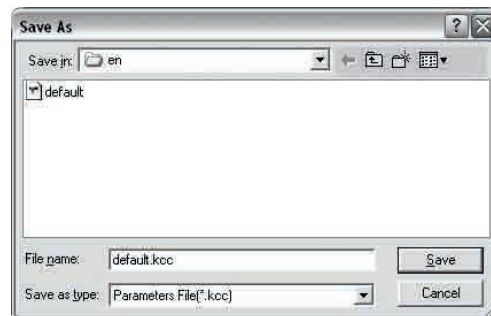 Save As
Save in: en
default
File name: default.kcc Save
Save as type: Parameters File(*.kcc) Cancel